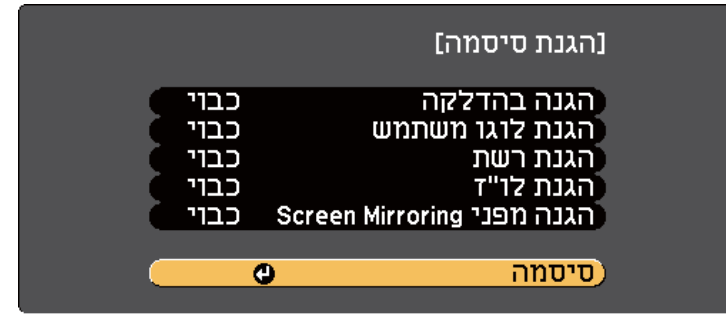 [הגנת סיסמה]
הגנה בהדלקה כבוי
הגנת לוגו משתמש כבוי
הגנת רשת כבוי
הגנת לו"ז כבוי
הגנה מפני Screen Mirroring כבוי
סיסמה